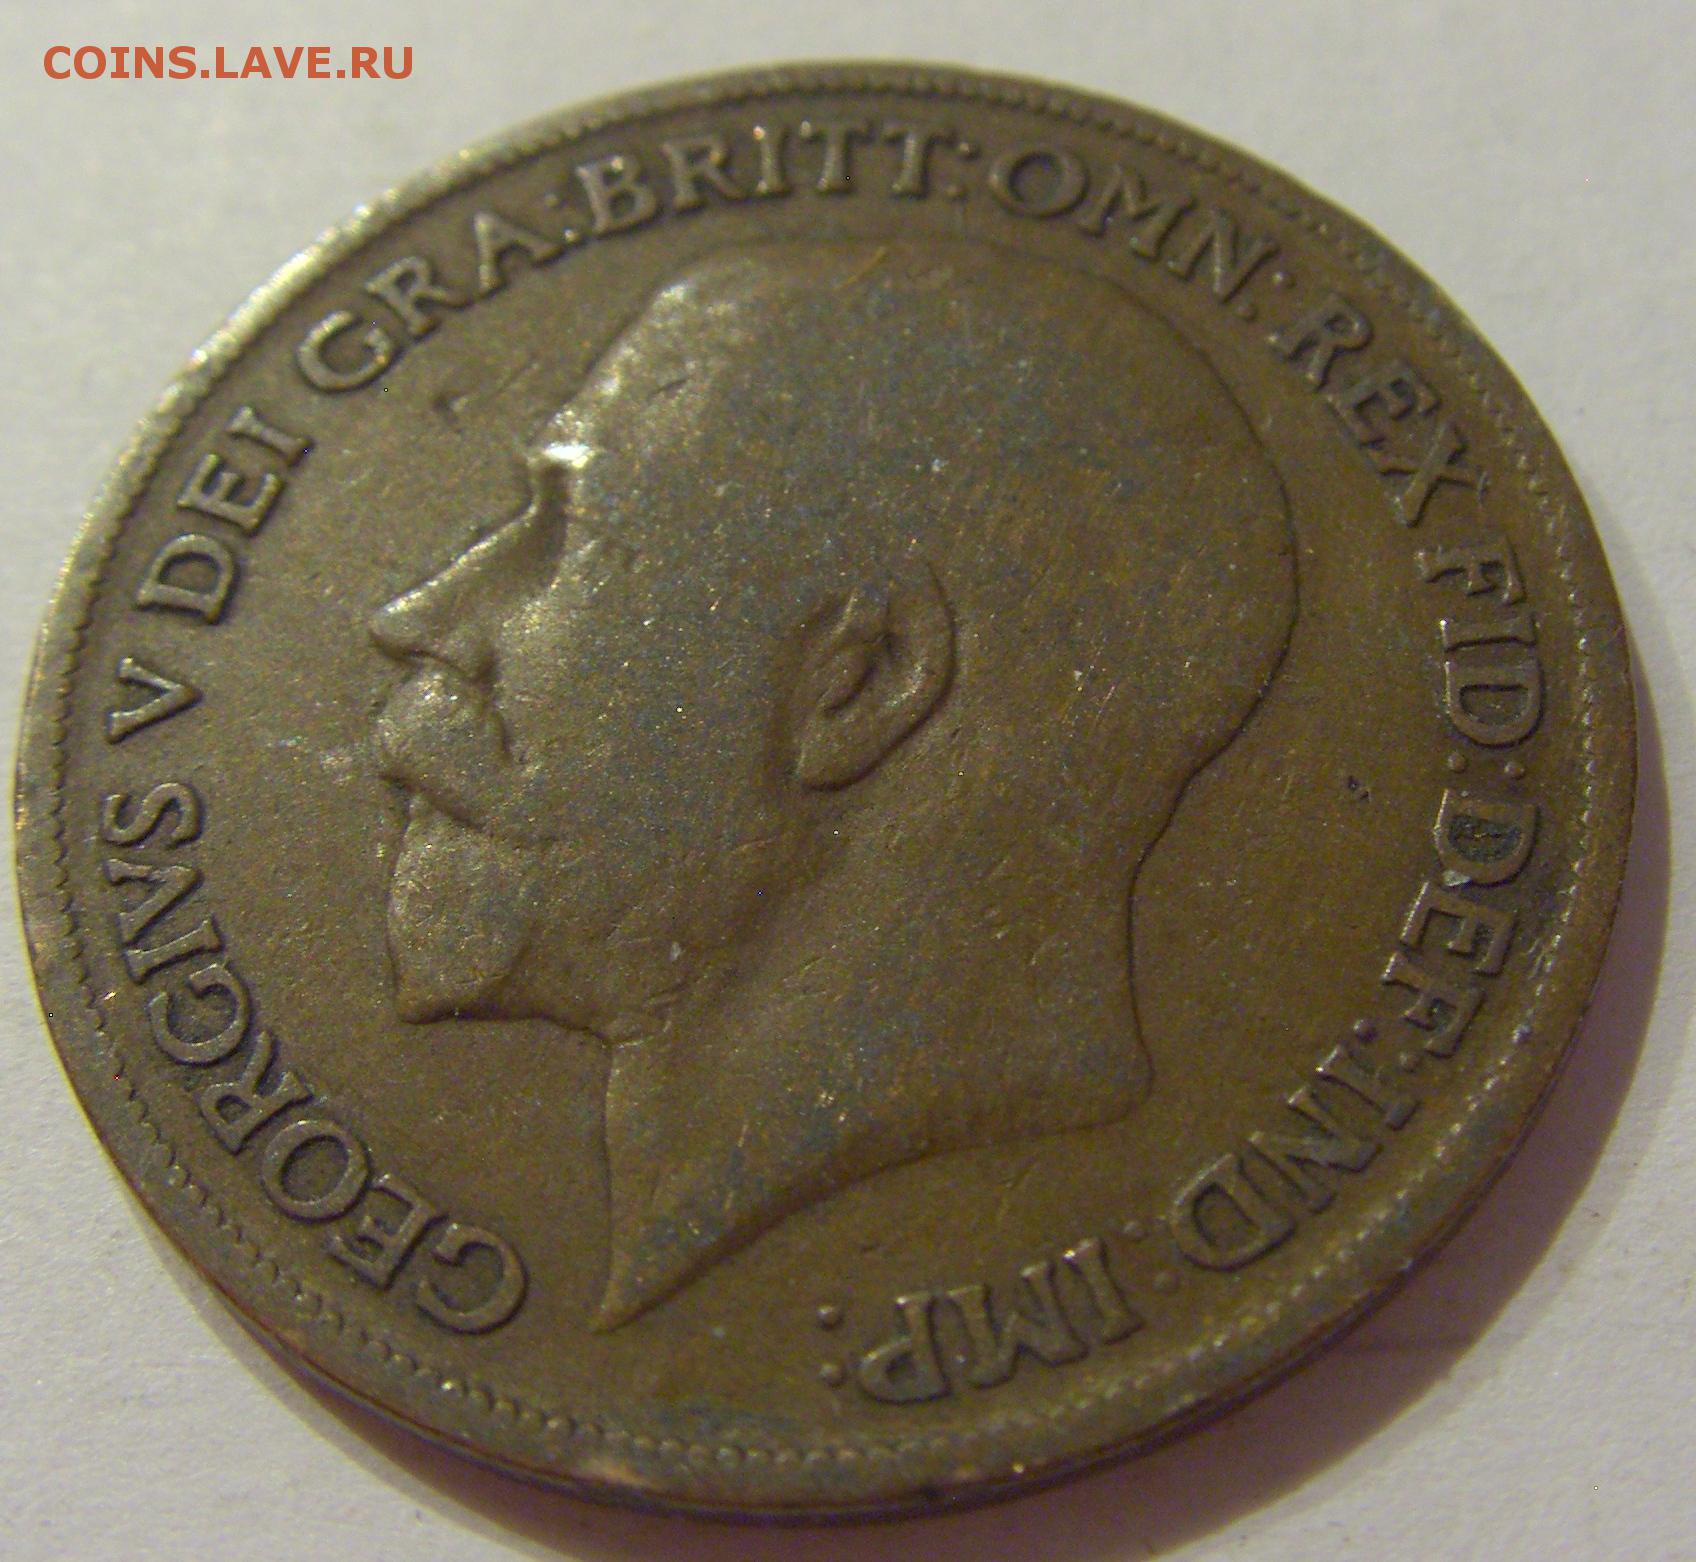 COINS.LAVE.RU
GEORGIVS V DEI GRA: BRITT: OMN: REX FID: DEF: IND: IMP: